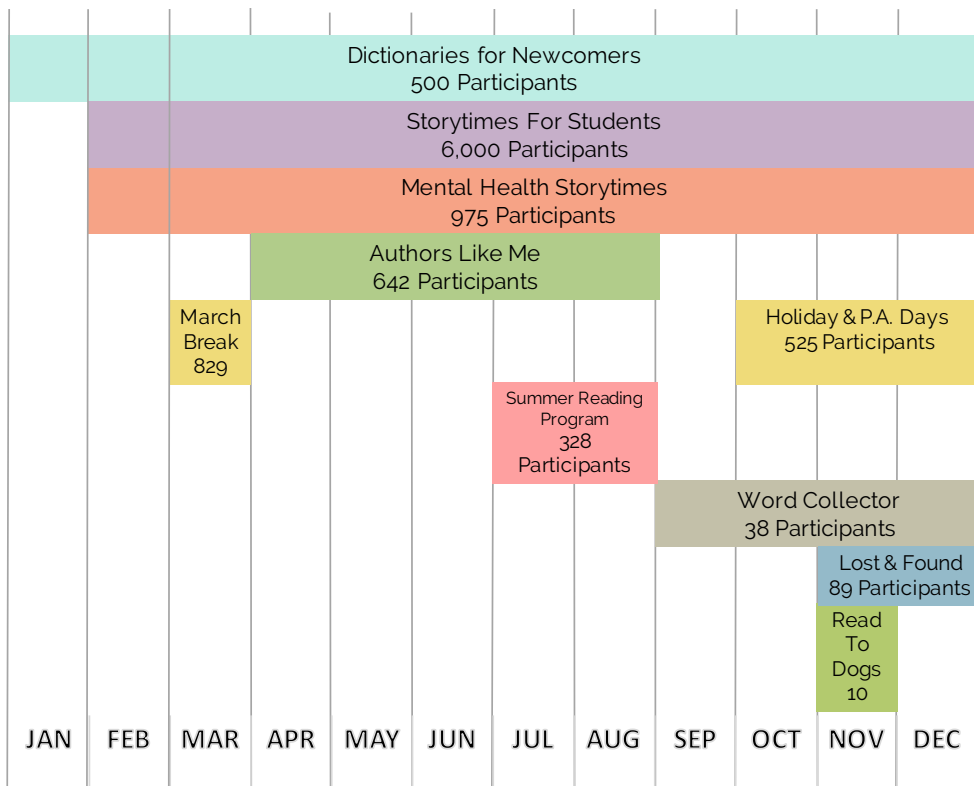 Dictionaries for Newcomers
500 Participants
Storytimes For Students
6,000 Participants
Mental Health Storytimes
975 Participants
Authors Like Me
642 Participants
March
Break
829
Holiday & P.A. Days
525 Participants
Summer Reading
Program
328
Participants
Word Collector
38 Participants
Lost & Found
89 Participants
Read
To
Dogs
10
JAN FEB MAR APR MAY JUN JUL AUG SEP OCT NOV DEC